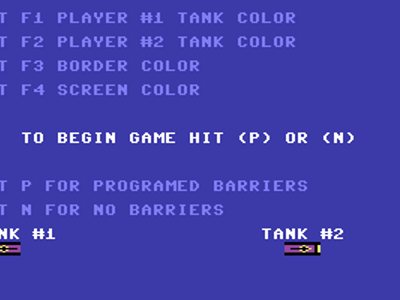 T F1 PLAYER #1 TANK COLOR
T F2 PLAYER #2 TANK COLOR
T F3 BORDER COLOR
T F4 SCREEN COLOR
TO BEGIN GAME HIT (P) OR (N)
T P FOR PROGRAMED BARRIERS
T N FOR NO BARRIERS
NK #1 TANK #2